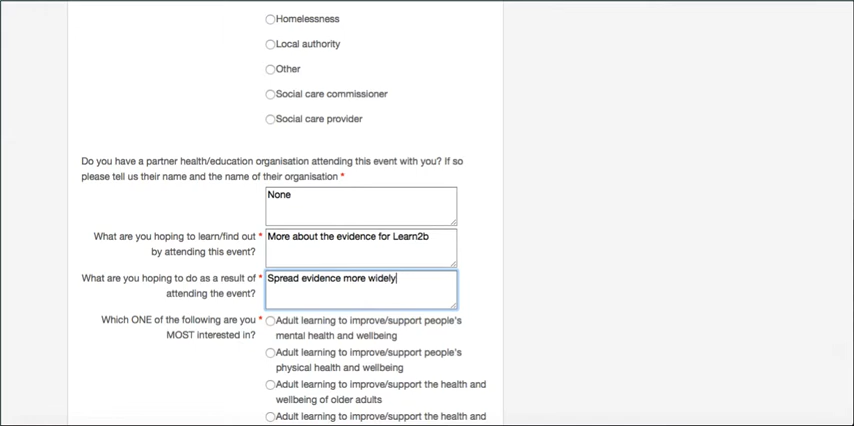 Homelessness
Local authority
Other
Social care commissioner
Social care provider
Do you have a partner health/education organisation attending this event with you? If so
please tell us their name and the name of their organisation *
None
What are you hoping to learn/find out *
by attending this event?
More about the evidence for Learn2b
What are you hoping to do as a result of *
attending the event?
Spread evidence more widely
Which ONE of the following are you *
MOST interested in?
Adult learning to improve/support people's
mental health and wellbeing
Adult learning to improve/support people's
physical health and wellbeing
Adult learning to improve/support the health and
wellbeing of older adults
Adult learning to improve/support the health and